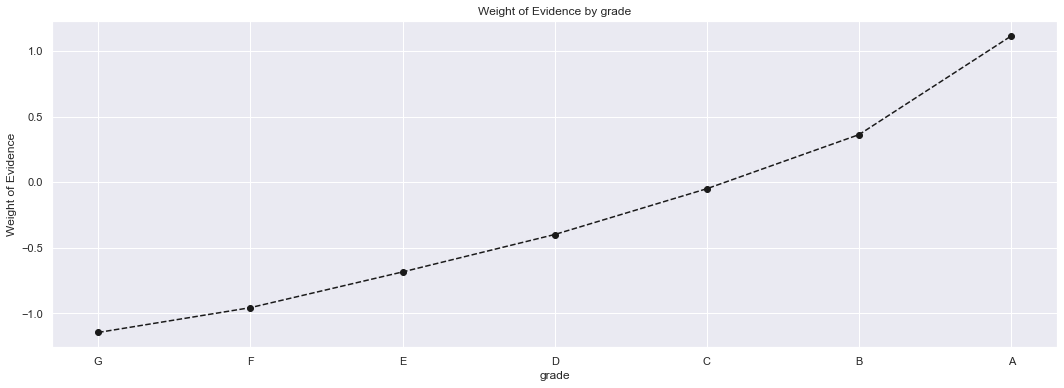 Weight of Evidence by grade
Weight of Evidence
1.0
0.5
0.0
−0.5
−1.0
G F E D C B A
grade